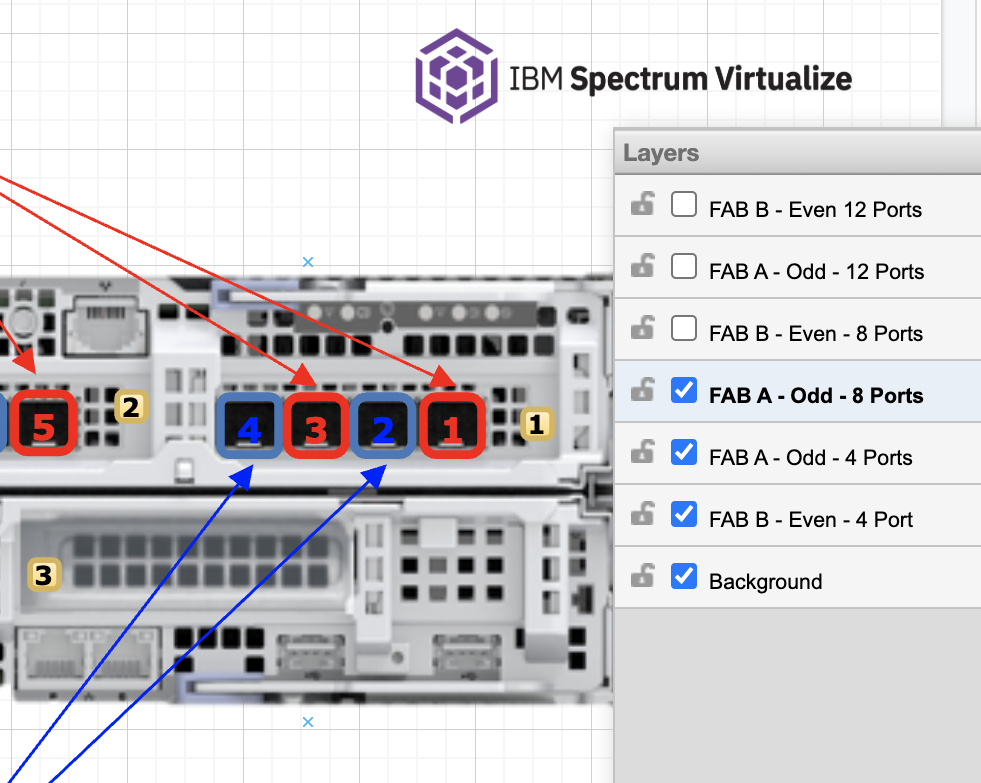 IBM Spectrum Virtualize
Layers
FAB B - Even 12 Ports
FAB A - Odd - 12 Ports
FAB B - Even - 8 Ports
FAB A - Odd - 8 Ports
FAB A - Odd - 4 Ports
FAB B - Even - 4 Port
Background
5
2
4
3
2
1
1
3